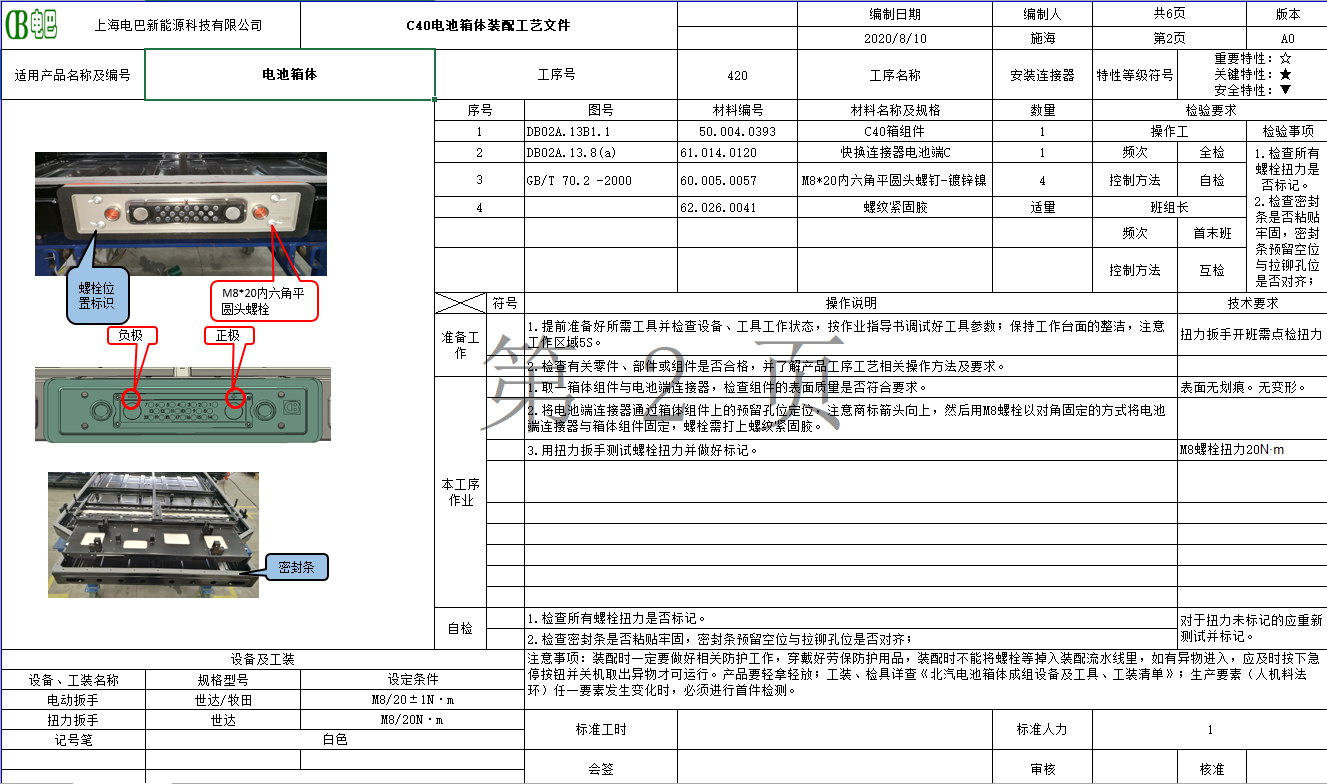 电巴
上海电巴新能源科技有限公司
C40电池箱体装配工艺文件
编制日期
编制人
共6页
版本
2020/8/10
施海
第2页
A0
适用产品名称及编号
电池箱体
工序号
420
工序名称
安装连接器
特性等级符号
重要特性：☆
关键特性：★
安全特性：▼
序号
图号
材料编号
材料名称及规格
数量
检验要求
1
DB02A.13B1.1
50.004.0393
C40箱组件
1
操作工
检验事项
2
DB02A.13.8(a)
61.014.0120
快换连接器电池端C
1
频次
全检
3
GB/T 70.2 -2000
60.005.0057
M8*20内六角平圆头螺钉-镀锌镍
4
控制方法
自检
4
62.026.0041
螺纹紧固胶
适量
班组长
频次
首末班
控制方法
互检
1.检查所有
螺栓扭力是
否标记。
2.检查密封
条是否粘贴
牢固，密封
条预留空位
与拉铆孔位
是否对齐；
螺栓位
置标识
M8*20内六角平
圆头螺栓
负极
正极
密封条
符号
操作说明
技术要求
准备工
作
1.提前准备好所需工具并检查设备、工具工作状态，按作业指导书调试好工具参数；保持工作台面的整洁，注意
工作区域5S。
扭力扳手开班需点检扭力
2.检查有关零件、部件或组件是否合格，并了解产品工序工艺相关操作方法及要求。
第 2 页
本工序
作业
1.取一箱体组件与电池端连接器，检查组件的表面质量是否符合要求。
表面无划痕。无变形。
2.将电池端连接器通过箱体组件上的预留孔位定位，注意商标箭头向上，然后用M8螺栓以对角固定的方式将电池
端连接器与箱体组件固定，螺栓需打上螺纹紧固胶。
3.用扭力扳手测试螺栓扭力并做好标记。
M8螺栓扭力20N·m
自检
1.检查所有螺栓扭力是否标记。
2.检查密封条是否粘贴牢固，密封条预留空位与拉铆孔位是否对齐；
对于扭力未标记的应重新
测试并标记。
设备及工装
设备、工装名称
规格型号
设定条件
电动扳手
世达/牧田
M8/20±1N·m
扭力扳手
世达
M8/20N·m
记号笔
白色
注意事项：装配时一定要做好相关防护工作，穿戴好劳保防护用品，装配时不能将螺栓等掉入装配流水线里，如有异物进入，应及时按下急
停按钮并关机取出异物才可运行。产品要轻拿轻放；工装、检具详查《北汽电池箱体成组设备及工具、工装清单》；生产要素（人机料法
环）任一要素发生变化时，必须进行首件检测。
标准工时
标准人力
1
会签
审核
核准